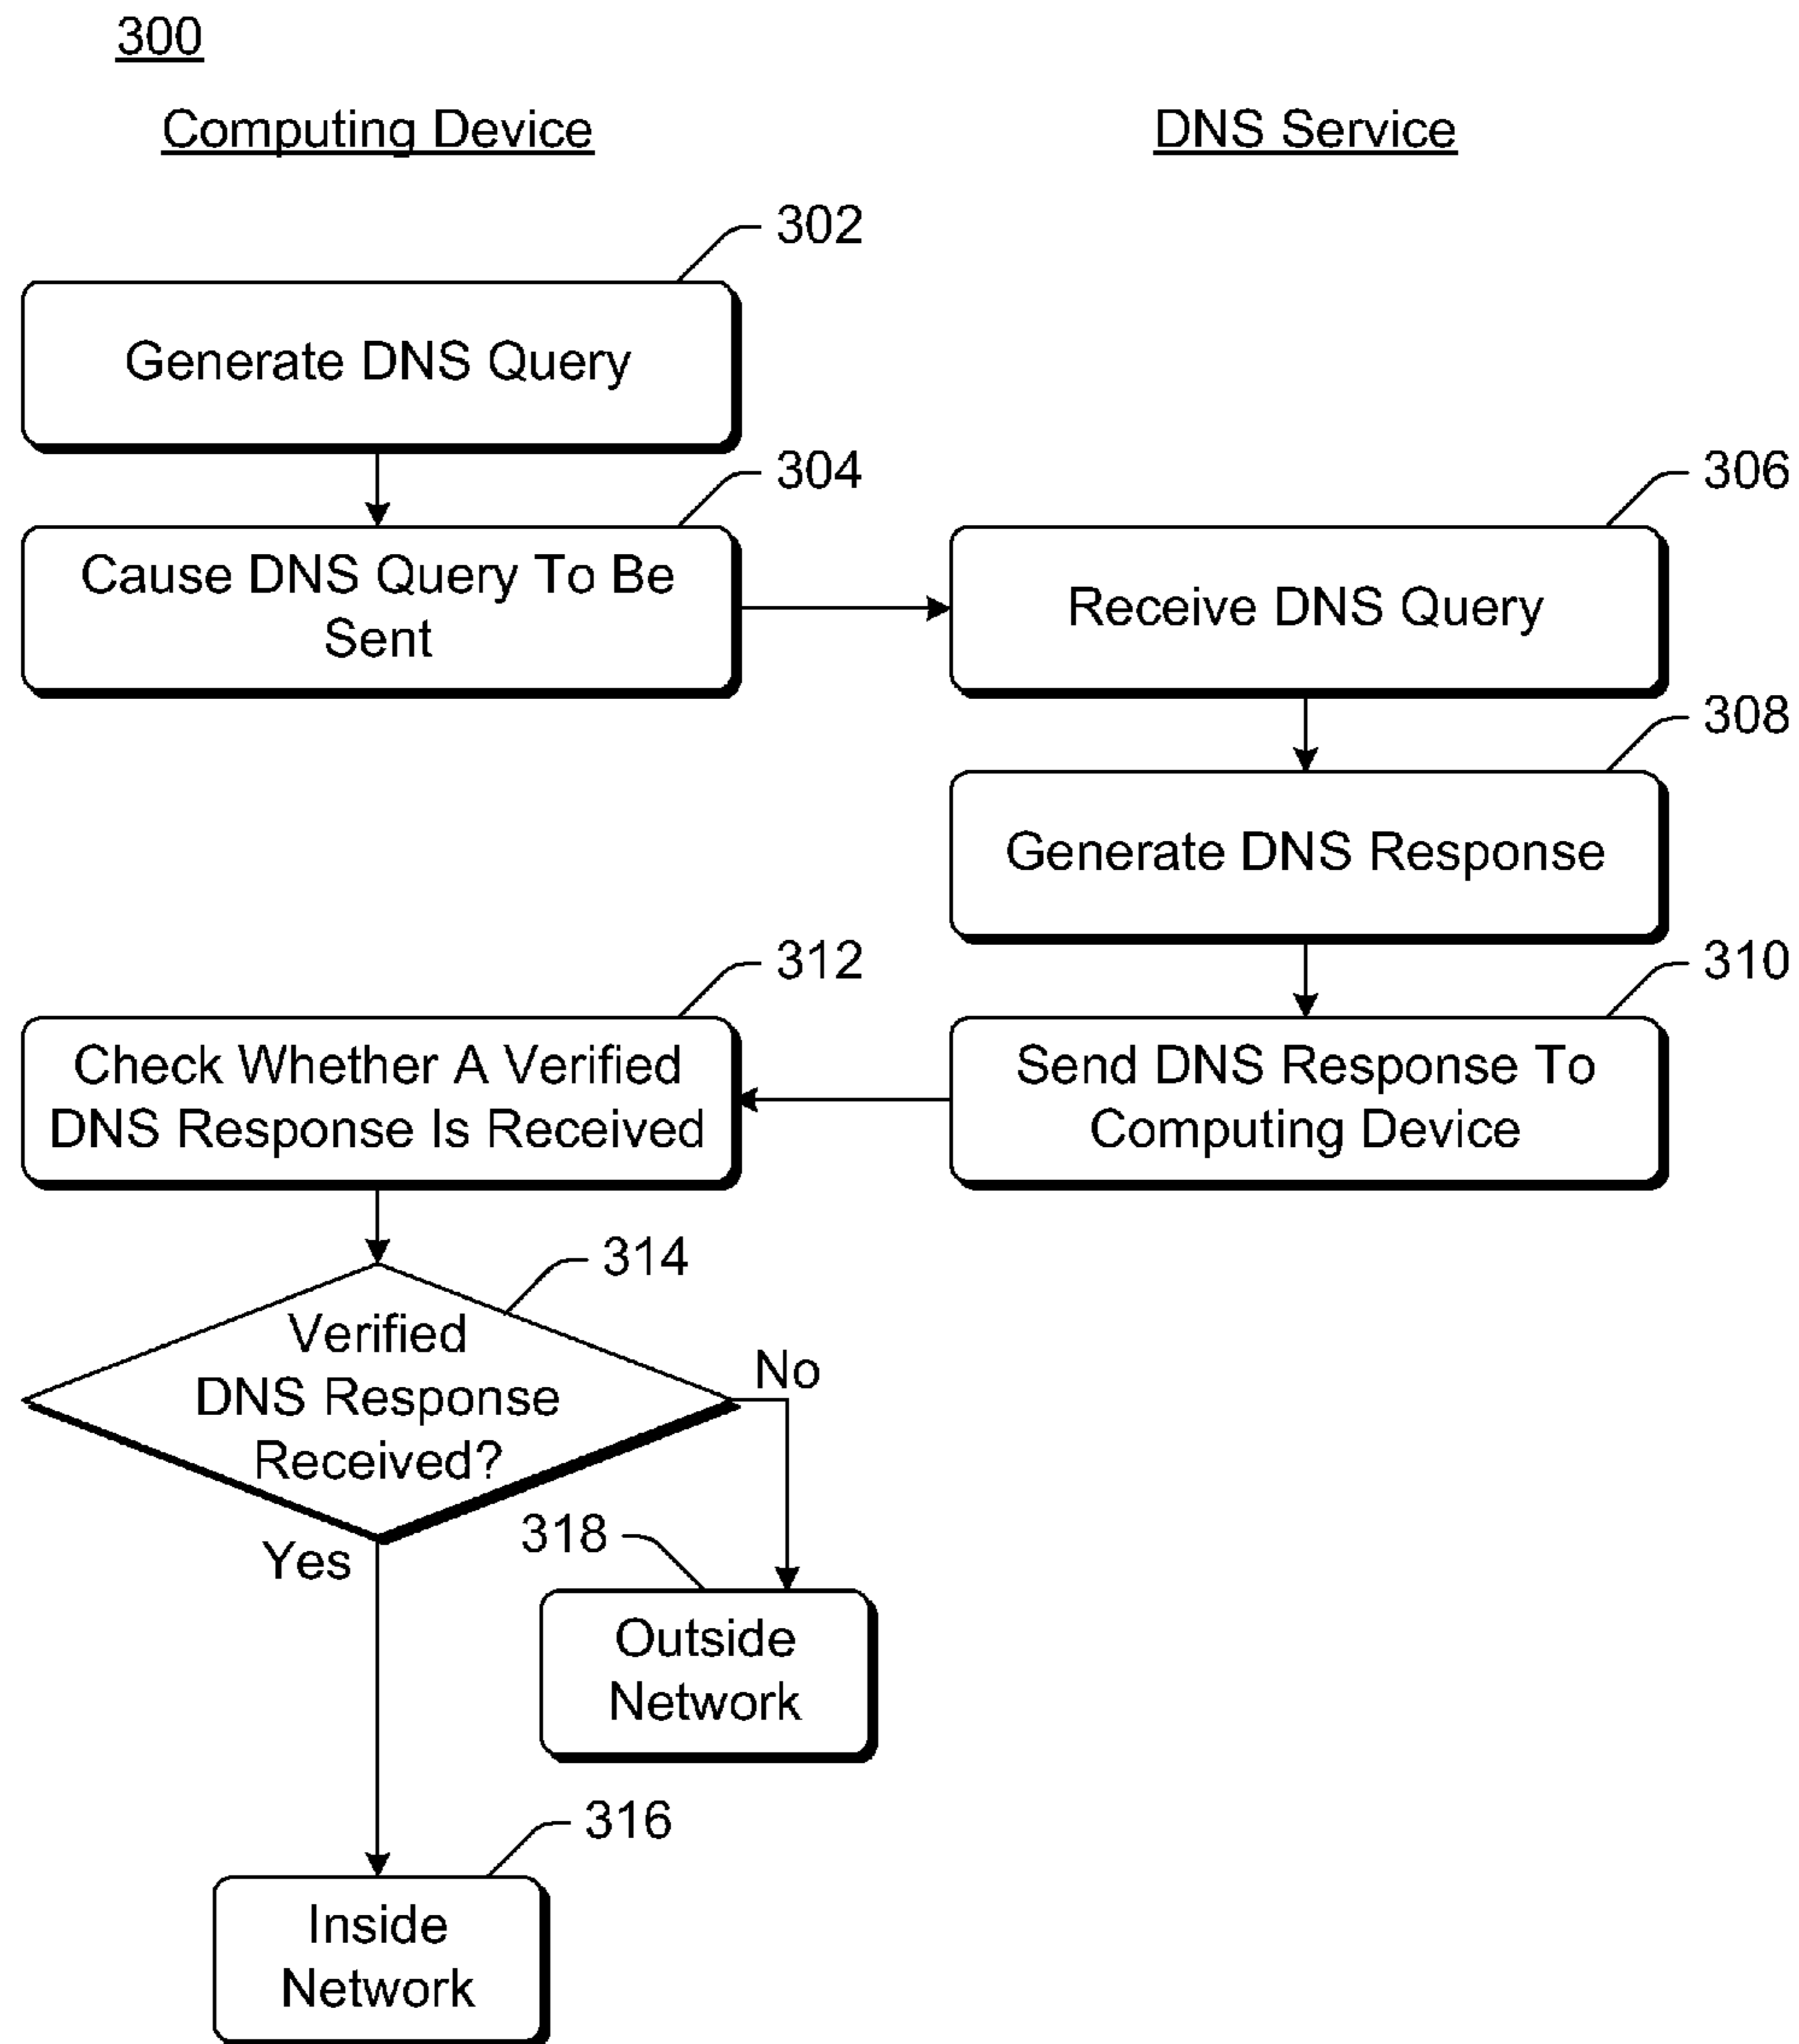 300
Computing Device
DNS Service
302
Generate DNS Query
304
306
Cause DNS Query To Be
Sent
Receive DNS Query
308
Generate DNS Response
312
310
Check Whether A Verified
DNS Response Is Received
Send DNS Response To
Computing Device
314
Verified
DNS Response
Received?
No
Yes
318
Outside
Network
316
Inside
Network